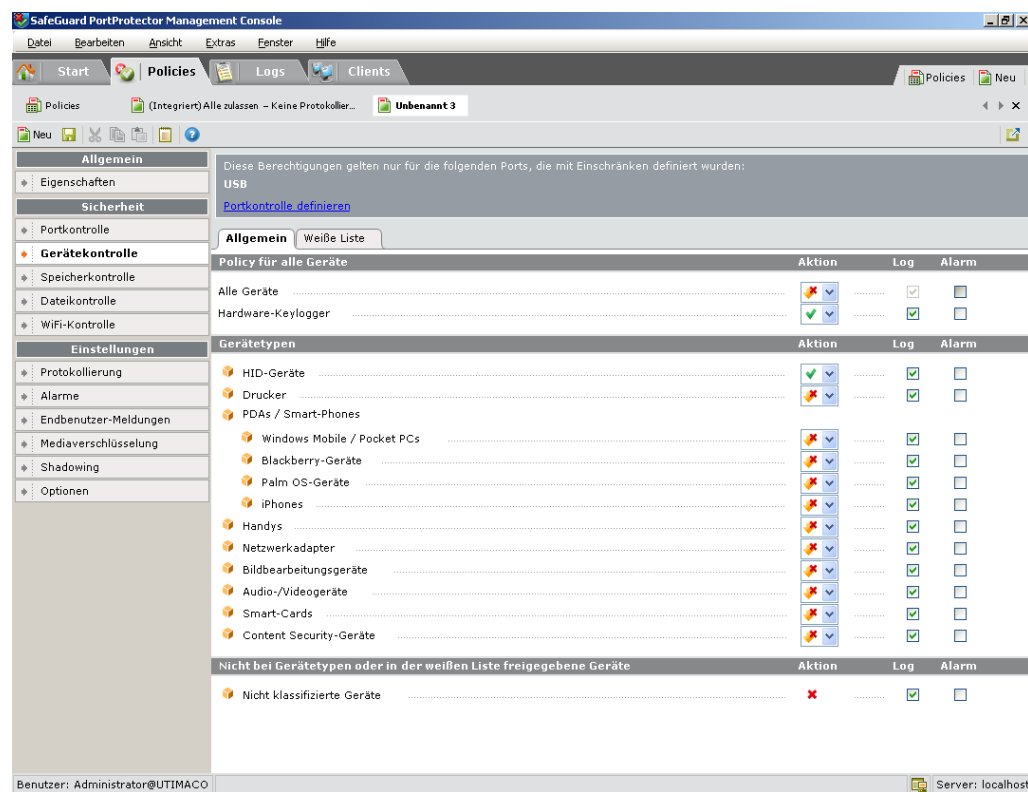 SafeGuard PortProtector Management Console
Datei Bearbeiten Ansicht Extras Fenster Hilfe
Start Policies Logs Clients Policies Neu
Policies (Integriert) Alle zulassen – Keine Protokollier... Unbenannt 3
Neu
Allgemein
Eigenschaften
Sicherheit
Portkontrolle
Gerätekontrolle
Speicherkontrolle
Dateikontrolle
WiFi-Kontrolle
Einstellungen
Protokollierung
Alarme
Endbenutzer-Meldungen
Mediaverschlüsselung
Shadowing
Optionen
Diese Berechtigungen gelten nur für die folgenden Ports, die mit Einschränken definiert wurden:
USB
Portkontrolle definieren
Allgemein Weiße Liste
Policy für alle Geräte Aktion Log Alarm
Alle Geräte
Hardware-Keylogger
Gerätetypen Aktion Log Alarm
HID-Geräte
Drucker
PDAs / Smart-Phones
Windows Mobile / Pocket PCs
Blackberry-Geräte
Palm OS-Geräte
iPhones
Handys
Netzwerkadapter
Bildbearbeitungsgeräte
Audio-/Videogeräte
Smart-Cards
Content Security-Geräte
Nicht bei Gerätetypen oder in der weißen Liste freigegebene Geräte Aktion Log Alarm
Nicht klassifizierte Geräte
Benutzer: Administrator@UTIMACO Server: localhost